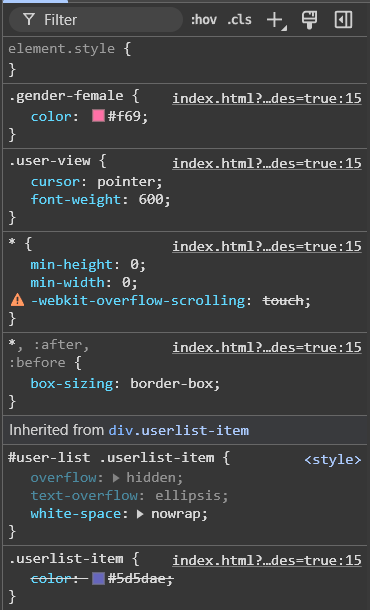 Filter :hov .cls
element.style {
}
.gender-female { index.html?…des=true:15
color: #f69;
}
.user-view { index.html?…des=true:15
cursor: pointer;
font-weight: 600;
}
* { index.html?…des=true:15
min-height: 0;
min-width: 0;
-webkit-overflow-scrolling: touch;
}
*, :after, index.html?…des=true:15
:before {
box-sizing: border-box;
}
Inherited from div.userlist-item
#user-list .userlist-item { <style>
overflow: hidden;
text-overflow: ellipsis;
white-space: nowrap;
}
.userlist-item { index.html?…des=true:15
color: #5d5dae;
}